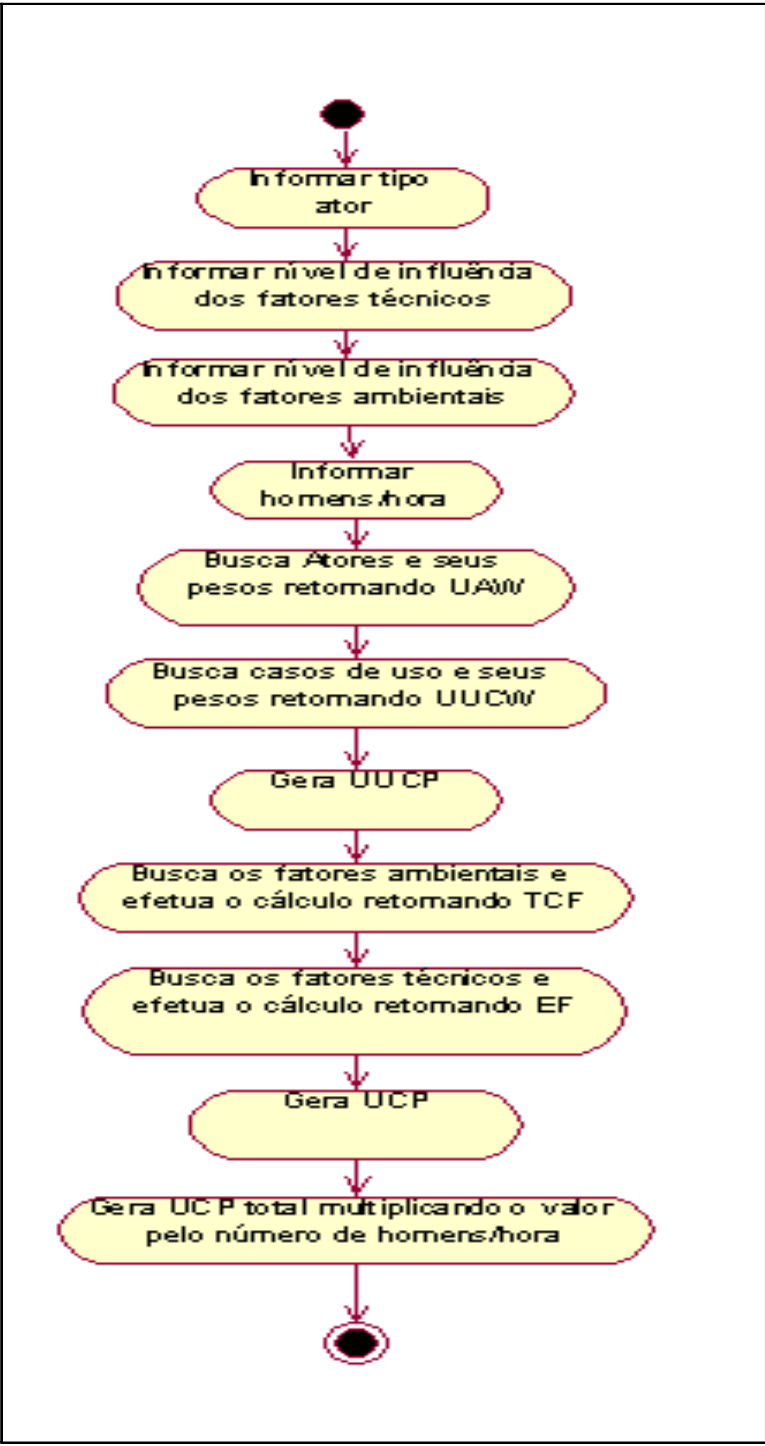 Informar tipo
ator
Informar nível de influência
dos fatores técnicos
Informar nível de influência
dos fatores ambientais
Informar
homens/hora
Busca Atores e seus
pesos retornando UAW
Busca casos de uso e seus
pesos retornando UUCW
Gera UUCP
Busca os fatores ambientais e
efetua o cálculo retornando TCF
Busca os fatores técnicos e
efetua o cálculo retornando EF
Gera UCP
Gera UCP total multiplicando o valor
pelo número de homens/hora